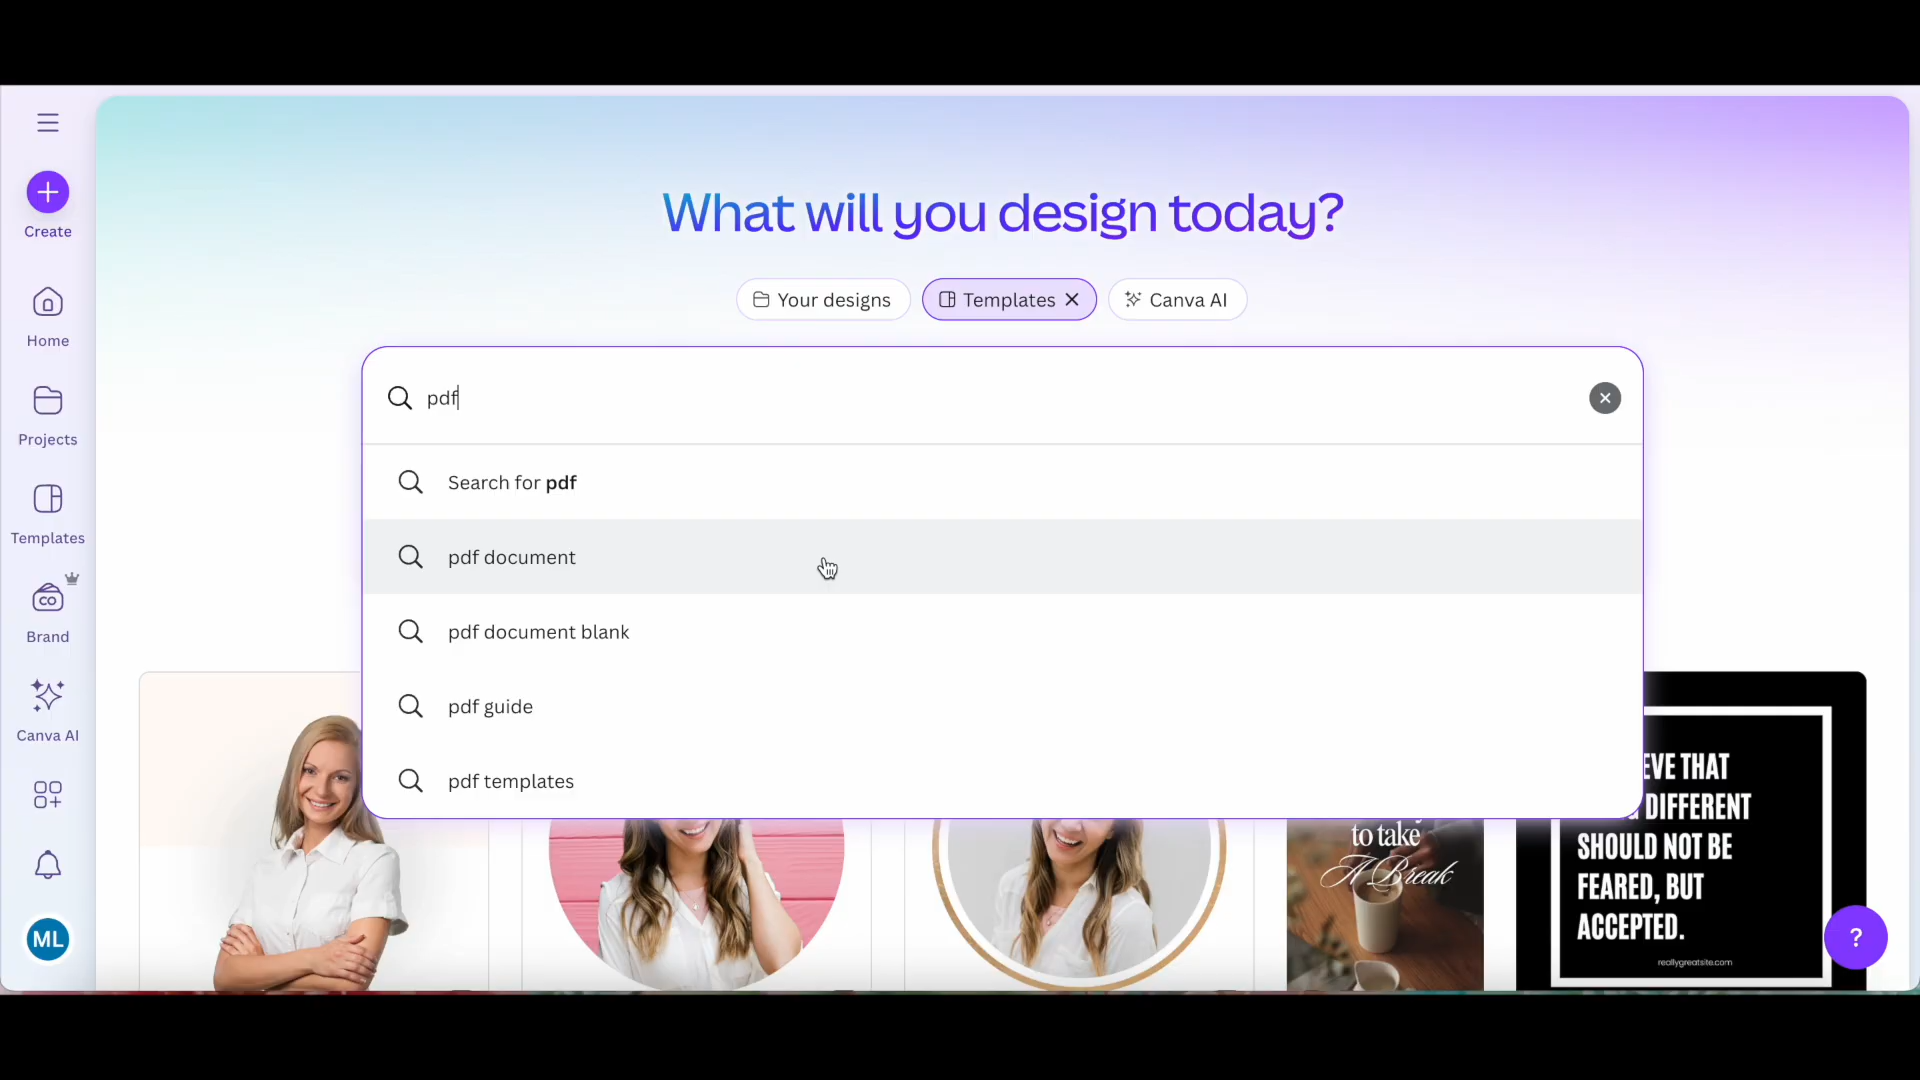 What will you design today?
Your designs
Templates
Canva AI
pdf
Search for pdf
pdf document
pdf document blank
pdf guide
pdf templates
Create
Home
Projects
Templates
CO
Brand
Canva AI
ML
to take
A Break
EVE THAT
DIFFERENT
SHOULD NOT BE
FEARED, BUT
ACCEPTED.
reallygreatsite.com
?